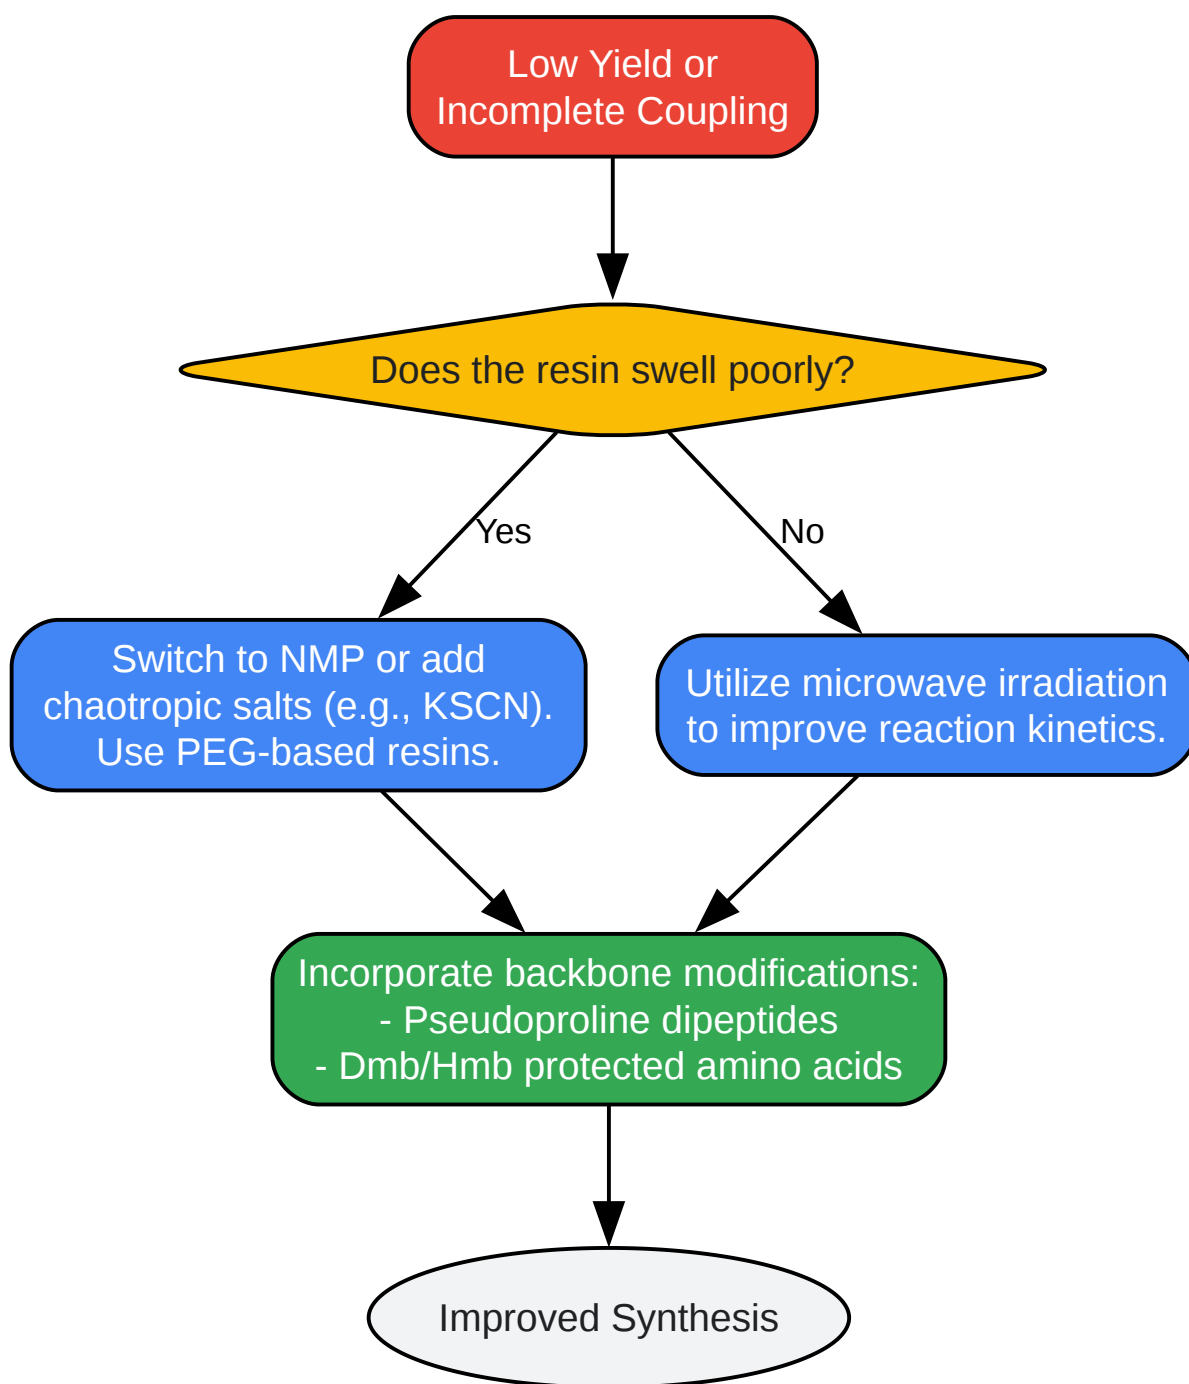 Low Yield or
Incomplete Coupling
Does the resin swell poorly?
Yes
No
Switch to NMP or add
chaotropic salts (e.g., KSCN).
Use PEG-based resins.
Utilize microwave irradiation
to improve reaction kinetics.
Incorporate backbone modifications:
- Pseudoproline dipeptides
- Dmb/Hmb protected amino acids
Improved Synthesis